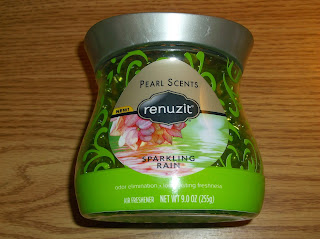 PEARL SCENTS
NEW!
renuzit
SPARKLING
RAIN
odor elimination + long lasting freshness
AIR FRESHENER NET WT 9.0 OZ (255g)